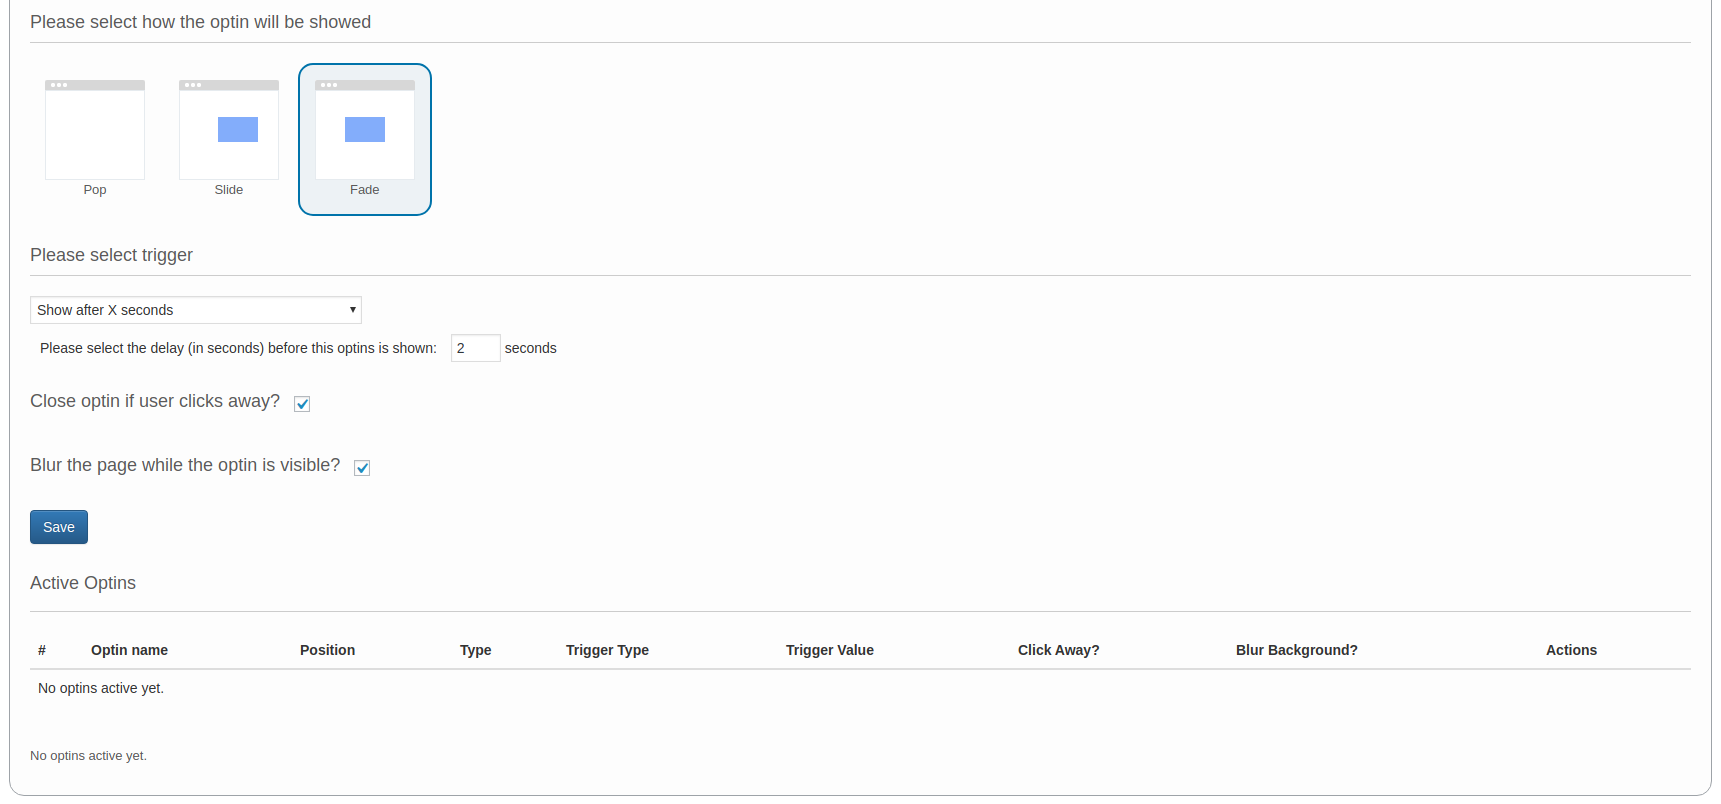 Please select how the optin will be showed
Pop Slide Fade
Please select trigger
Show after X seconds
Please select the delay (in seconds) before this optins is shown: 2 seconds
Close optin if user clicks away?
Blur the page while the optin is visible?
Save
Active Optins
# Optin name Position Type Trigger Type Trigger Value Click Away? Blur Background? Actions
No optins active yet.
No optins active yet.